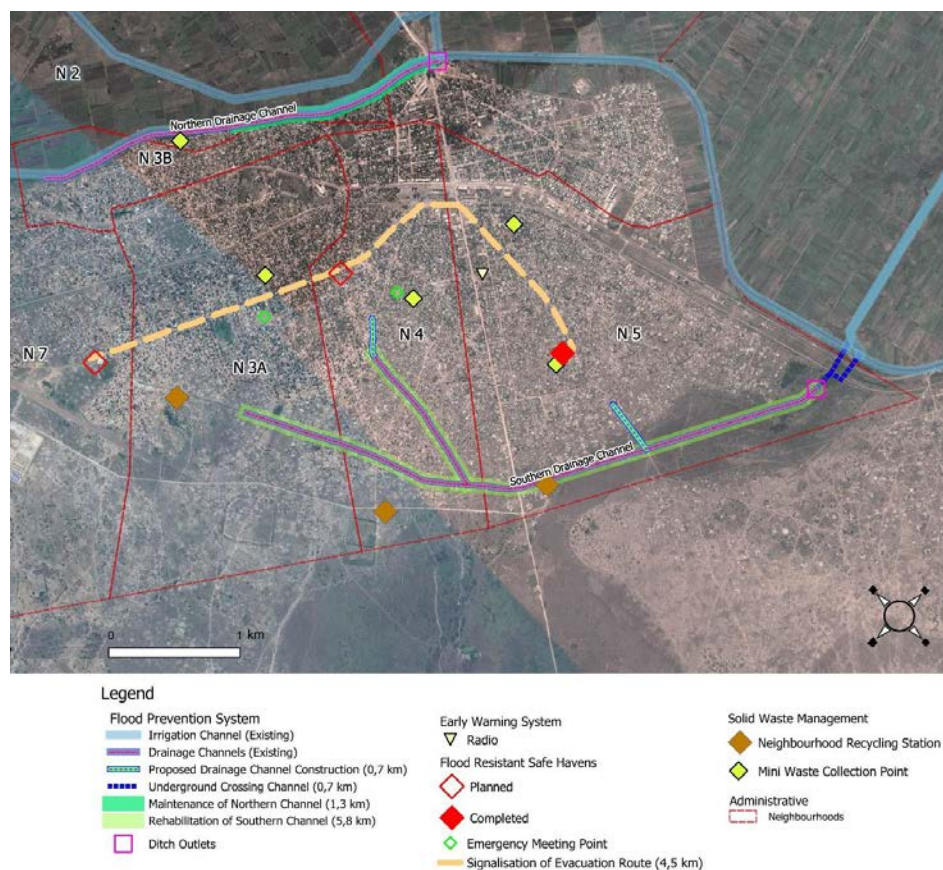 N 2
Northern Drainage Channel
N 3B
N 4
N 5
N 7
N 3A
Southern Drainage Channel
0 1 km
Legend
Flood Prevention System
Irrigation Channel (Existing)
Drainage Channels (Existing)
Proposed Drainage Channel Construction (0,7 km)
Underground Crossing Channel (0,7 km)
Maintenance of Northern Channel (1,3 km)
Rehabilitation of Southern Channel (5,8 km)
Ditch Outlets
Early Warning System
Radio
Flood Resistant Safe Havens
Planned
Completed
Emergency Meeting Point
Signalisation of Evacuation Route (4,5 km)
Solid Waste Management
Neighbourhood Recycling Station
Mini Waste Collection Point
Administrative
Neighbourhoods